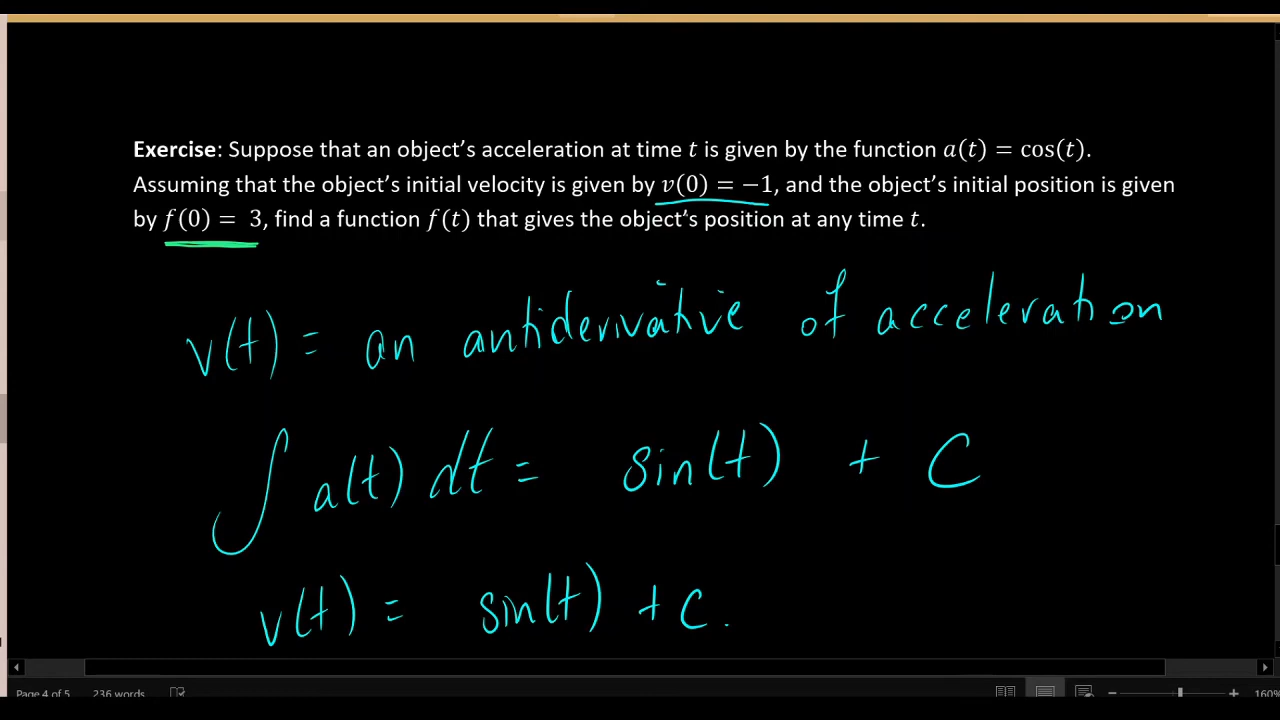 Exercise: Suppose that an object's acceleration at time t is given by the function a(t) = cos(t).
Assuming that the object's initial velocity is given by v(0) = −1, and the object's initial position is given
by f(0) = 3, find a function f(t) that gives the object's position at any time t.
v(t) = an antiderivative of acceleration
∫ a(t) dt = sin(t) + C
v(t) = sin(t) + C.
Page 4 of 5 236 words 160%